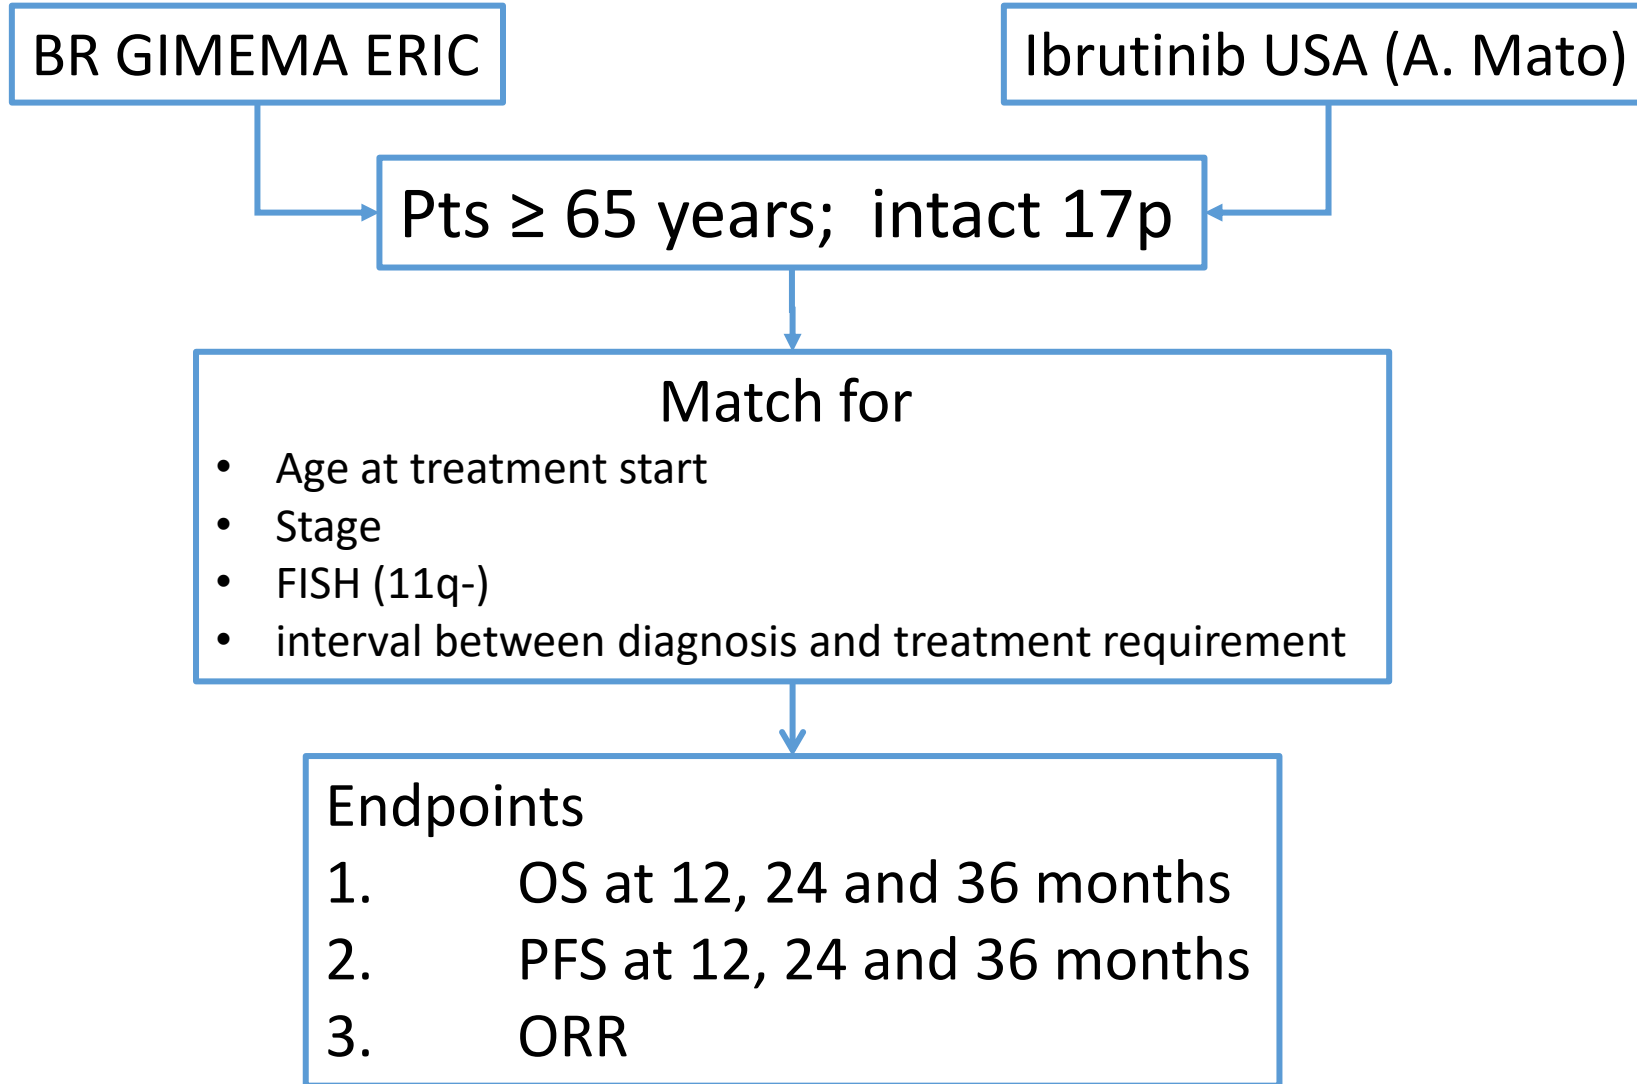 BR GIMEMA ERIC
Ibrutinib USA (A. Mato)
Pts ≥ 65 years; intact 17p
Match for
• Age at treatment start
• Stage
• FISH (11q-)
• interval between diagnosis and treatment requirement
Endpoints
1. OS at 12, 24 and 36 months
2. PFS at 12, 24 and 36 months
3. ORR